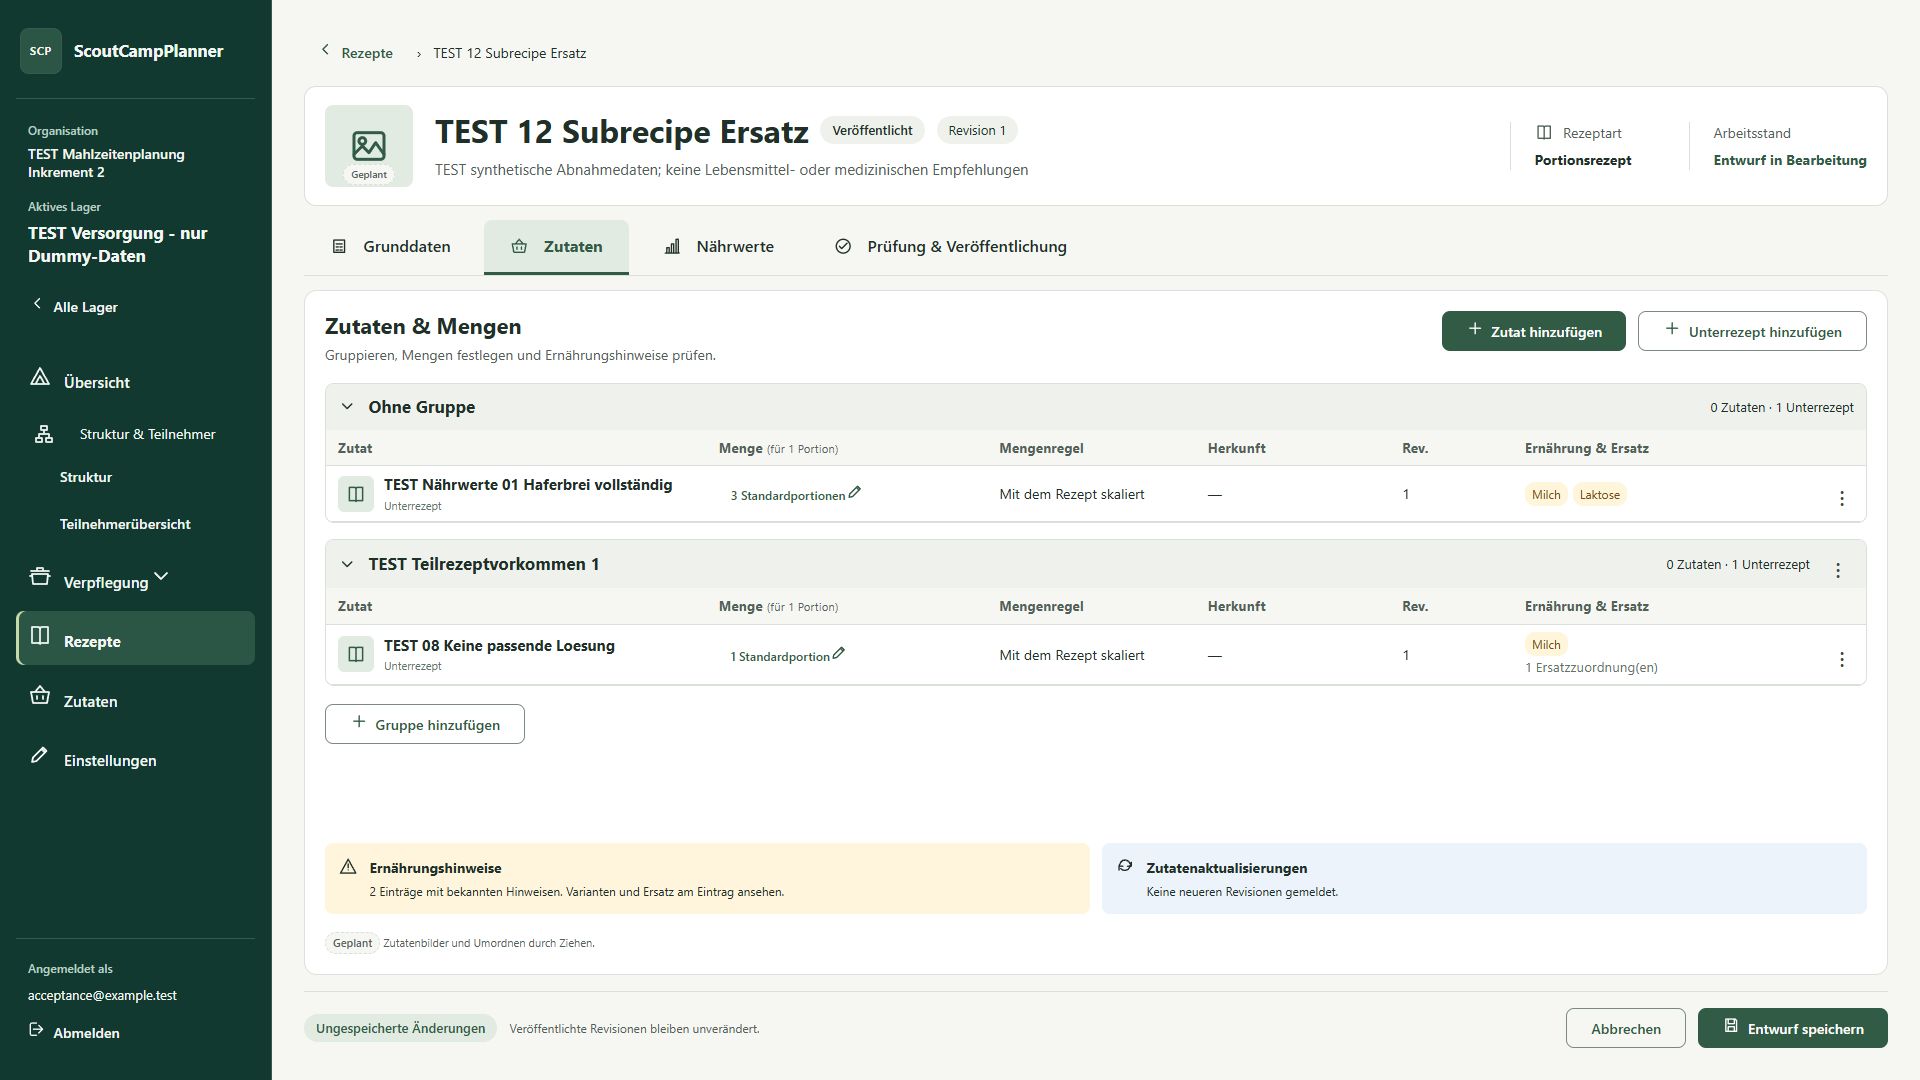 SCP
ScoutCampPlanner
Organisation
TEST Mahlzeitenplanung
Inkrement 2
Aktives Lager
TEST Versorgung - nur
Dummy-Daten
Alle Lager
Übersicht
Struktur & Teilnehmer
Struktur
Teilnehmerübersicht
Verpflegung
Rezepte
Zutaten
Einstellungen
Angemeldet als
acceptance@example.test
Abmelden
Rezepte › TEST 12 Subrecipe Ersatz
Geplant
TEST 12 Subrecipe Ersatz Veröffentlicht Revision 1
TEST synthetische Abnahmedaten; keine Lebensmittel- oder medizinischen Empfehlungen
Rezeptart
Portionsrezept
Arbeitsstand
Entwurf in Bearbeitung
Grunddaten Zutaten Nährwerte Prüfung & Veröffentlichung
Zutaten & Mengen
Gruppieren, Mengen festlegen und Ernährungshinweise prüfen.
Zutat hinzufügen Unterrezept hinzufügen
Ohne Gruppe 0 Zutaten · 1 Unterrezept
Zutat Menge (für 1 Portion) Mengenregel Herkunft Rev. Ernährung & Ersatz
TEST Nährwerte 01 Haferbrei vollständig
Unterrezept
3 Standardportionen Mit dem Rezept skaliert — 1 Milch Laktose
TEST Teilrezeptvorkommen 1 0 Zutaten · 1 Unterrezept
Zutat Menge (für 1 Portion) Mengenregel Herkunft Rev. Ernährung & Ersatz
TEST 08 Keine passende Loesung
Unterrezept
1 Standardportion Mit dem Rezept skaliert — 1 Milch
1 Ersatzzuordnung(en)
Gruppe hinzufügen
Ernährungshinweise
2 Einträge mit bekannten Hinweisen. Varianten und Ersatz am Eintrag ansehen.
Zutatenaktualisierungen
Keine neueren Revisionen gemeldet.
Geplant Zutatenbilder und Umordnen durch Ziehen.
Ungespeicherte Änderungen Veröffentlichte Revisionen bleiben unverändert.
Abbrechen Entwurf speichern